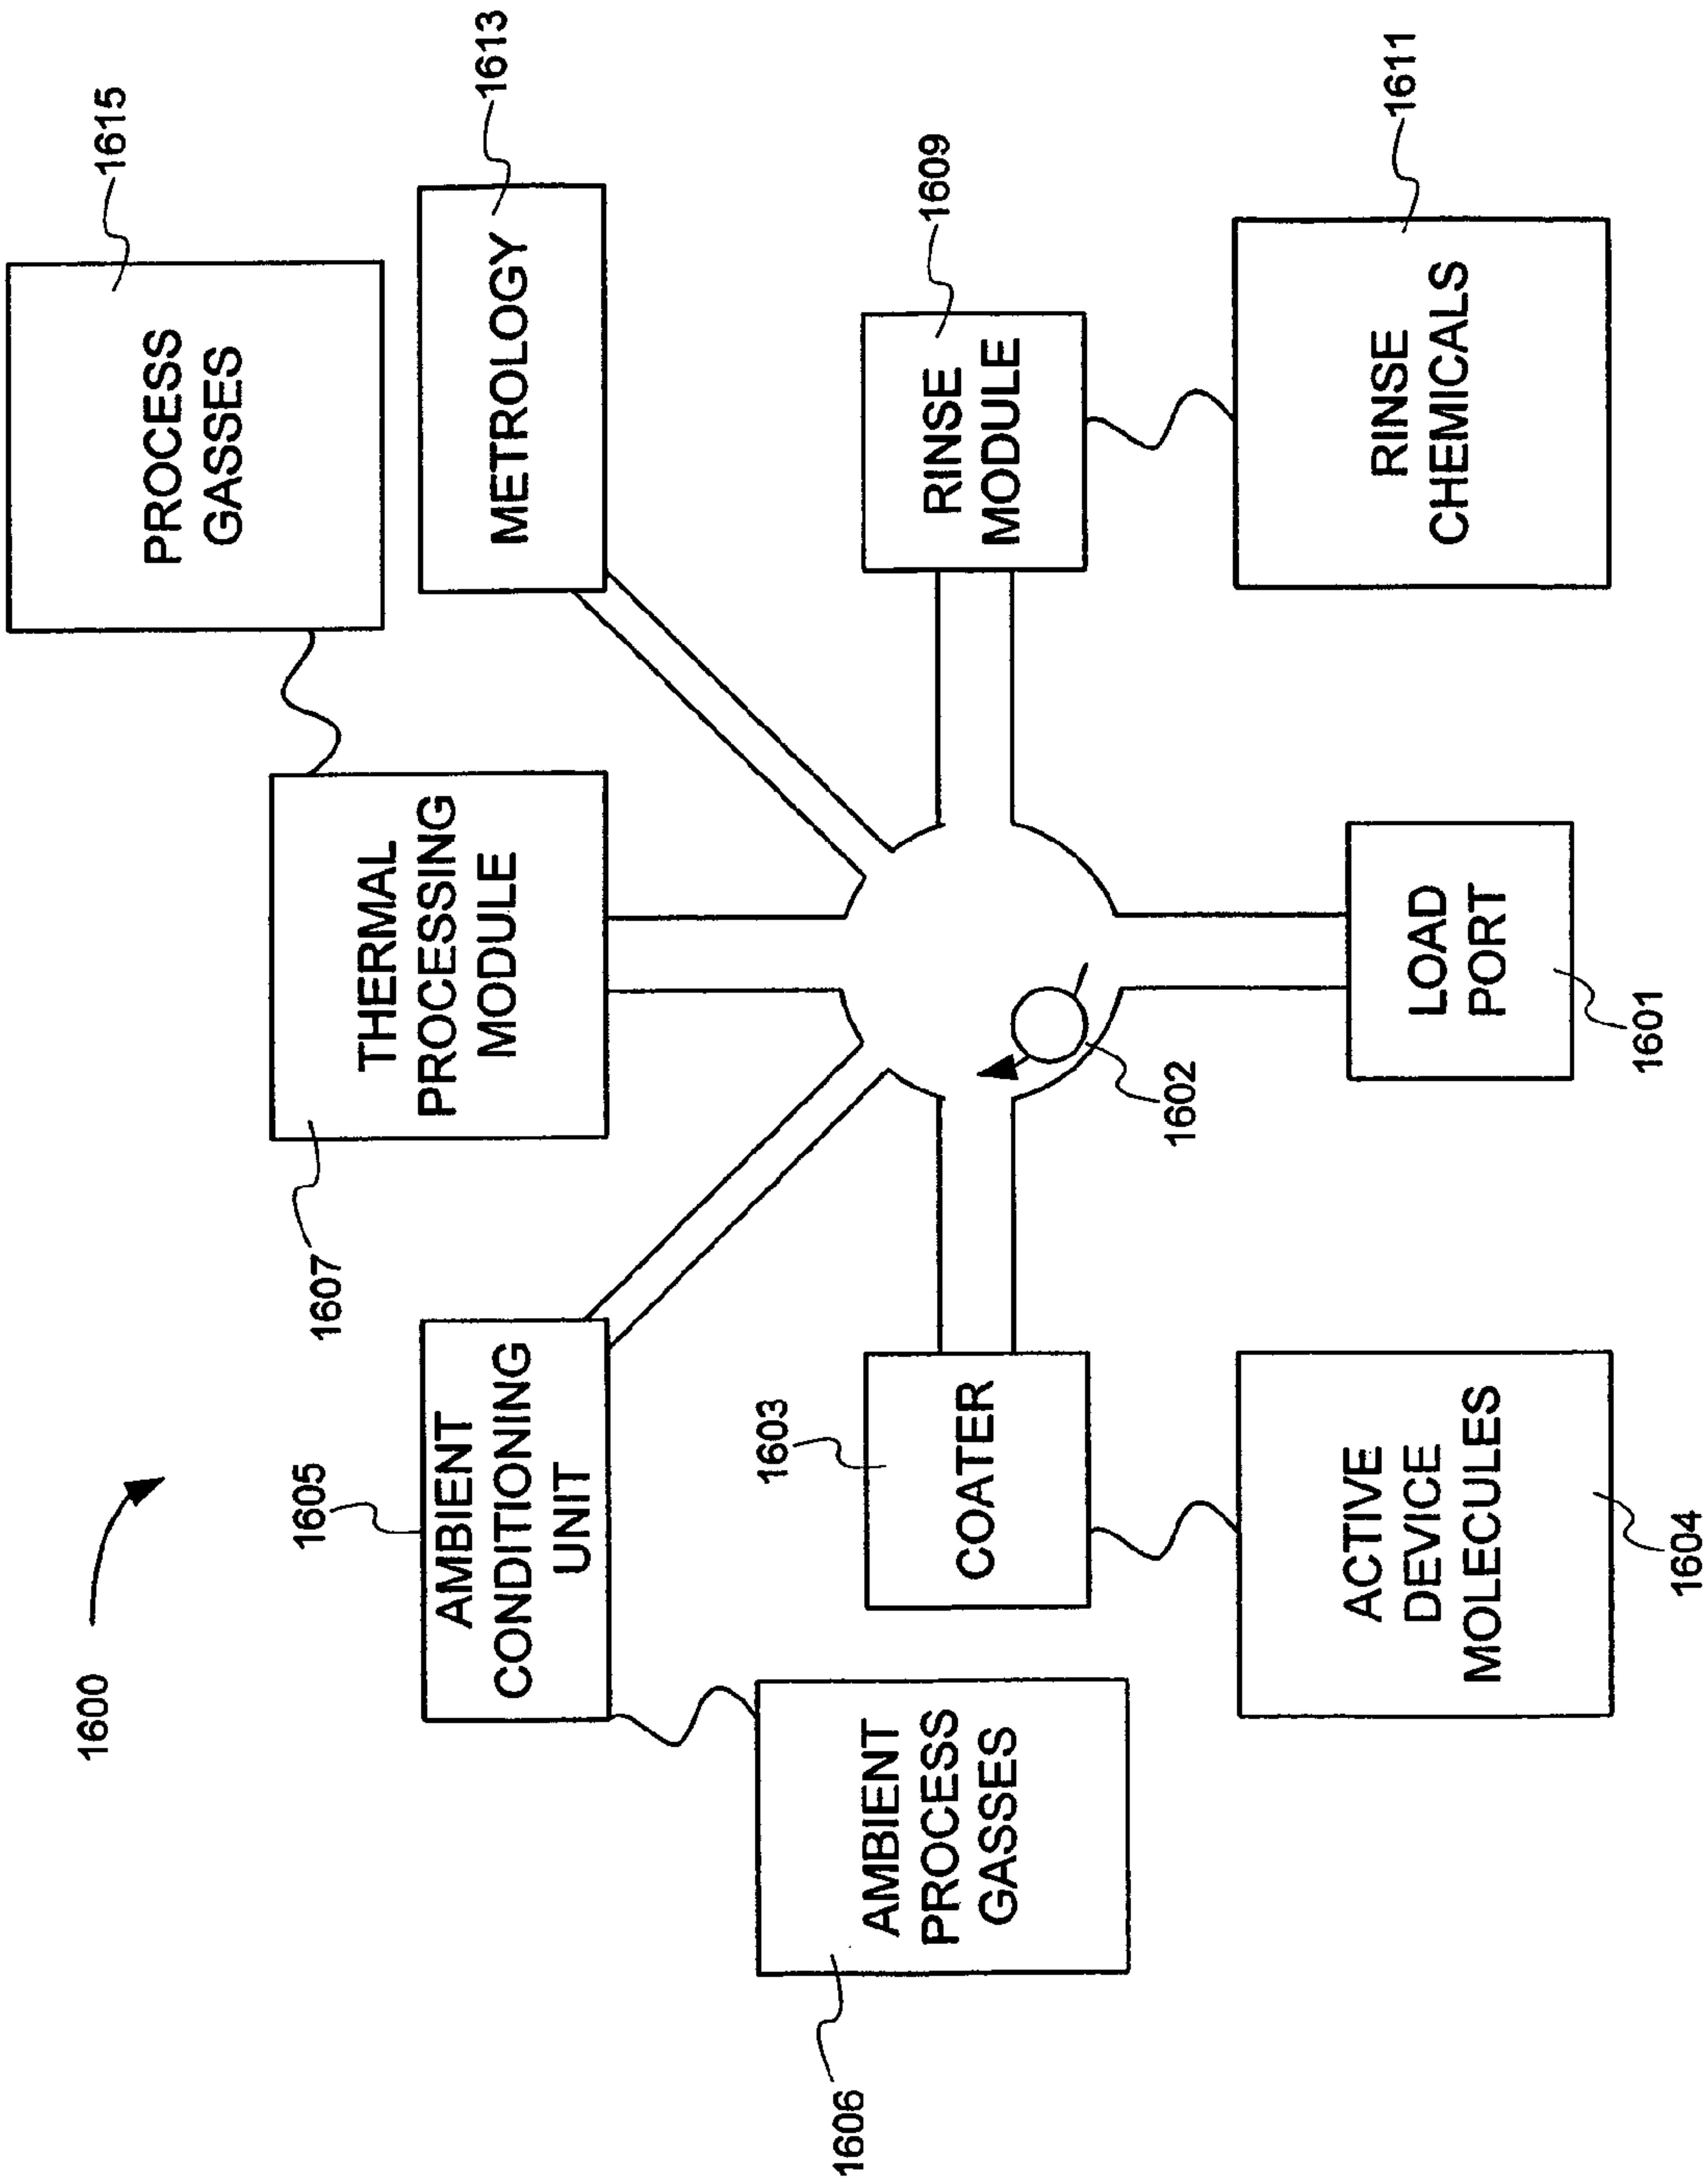 1600
1605
AMBIENT
CONDITIONING
UNIT
1607
THERMAL
PROCESSING
MODULE
PROCESS
GASSES
1615
METROLOGY
1613
1606
AMBIENT
PROCESS
GASSES
1603
COATER
1602
RINSE
MODULE
1609
ACTIVE
DEVICE
MOLECULES
1604
LOAD
PORT
1601
RINSE
CHEMICALS
1611